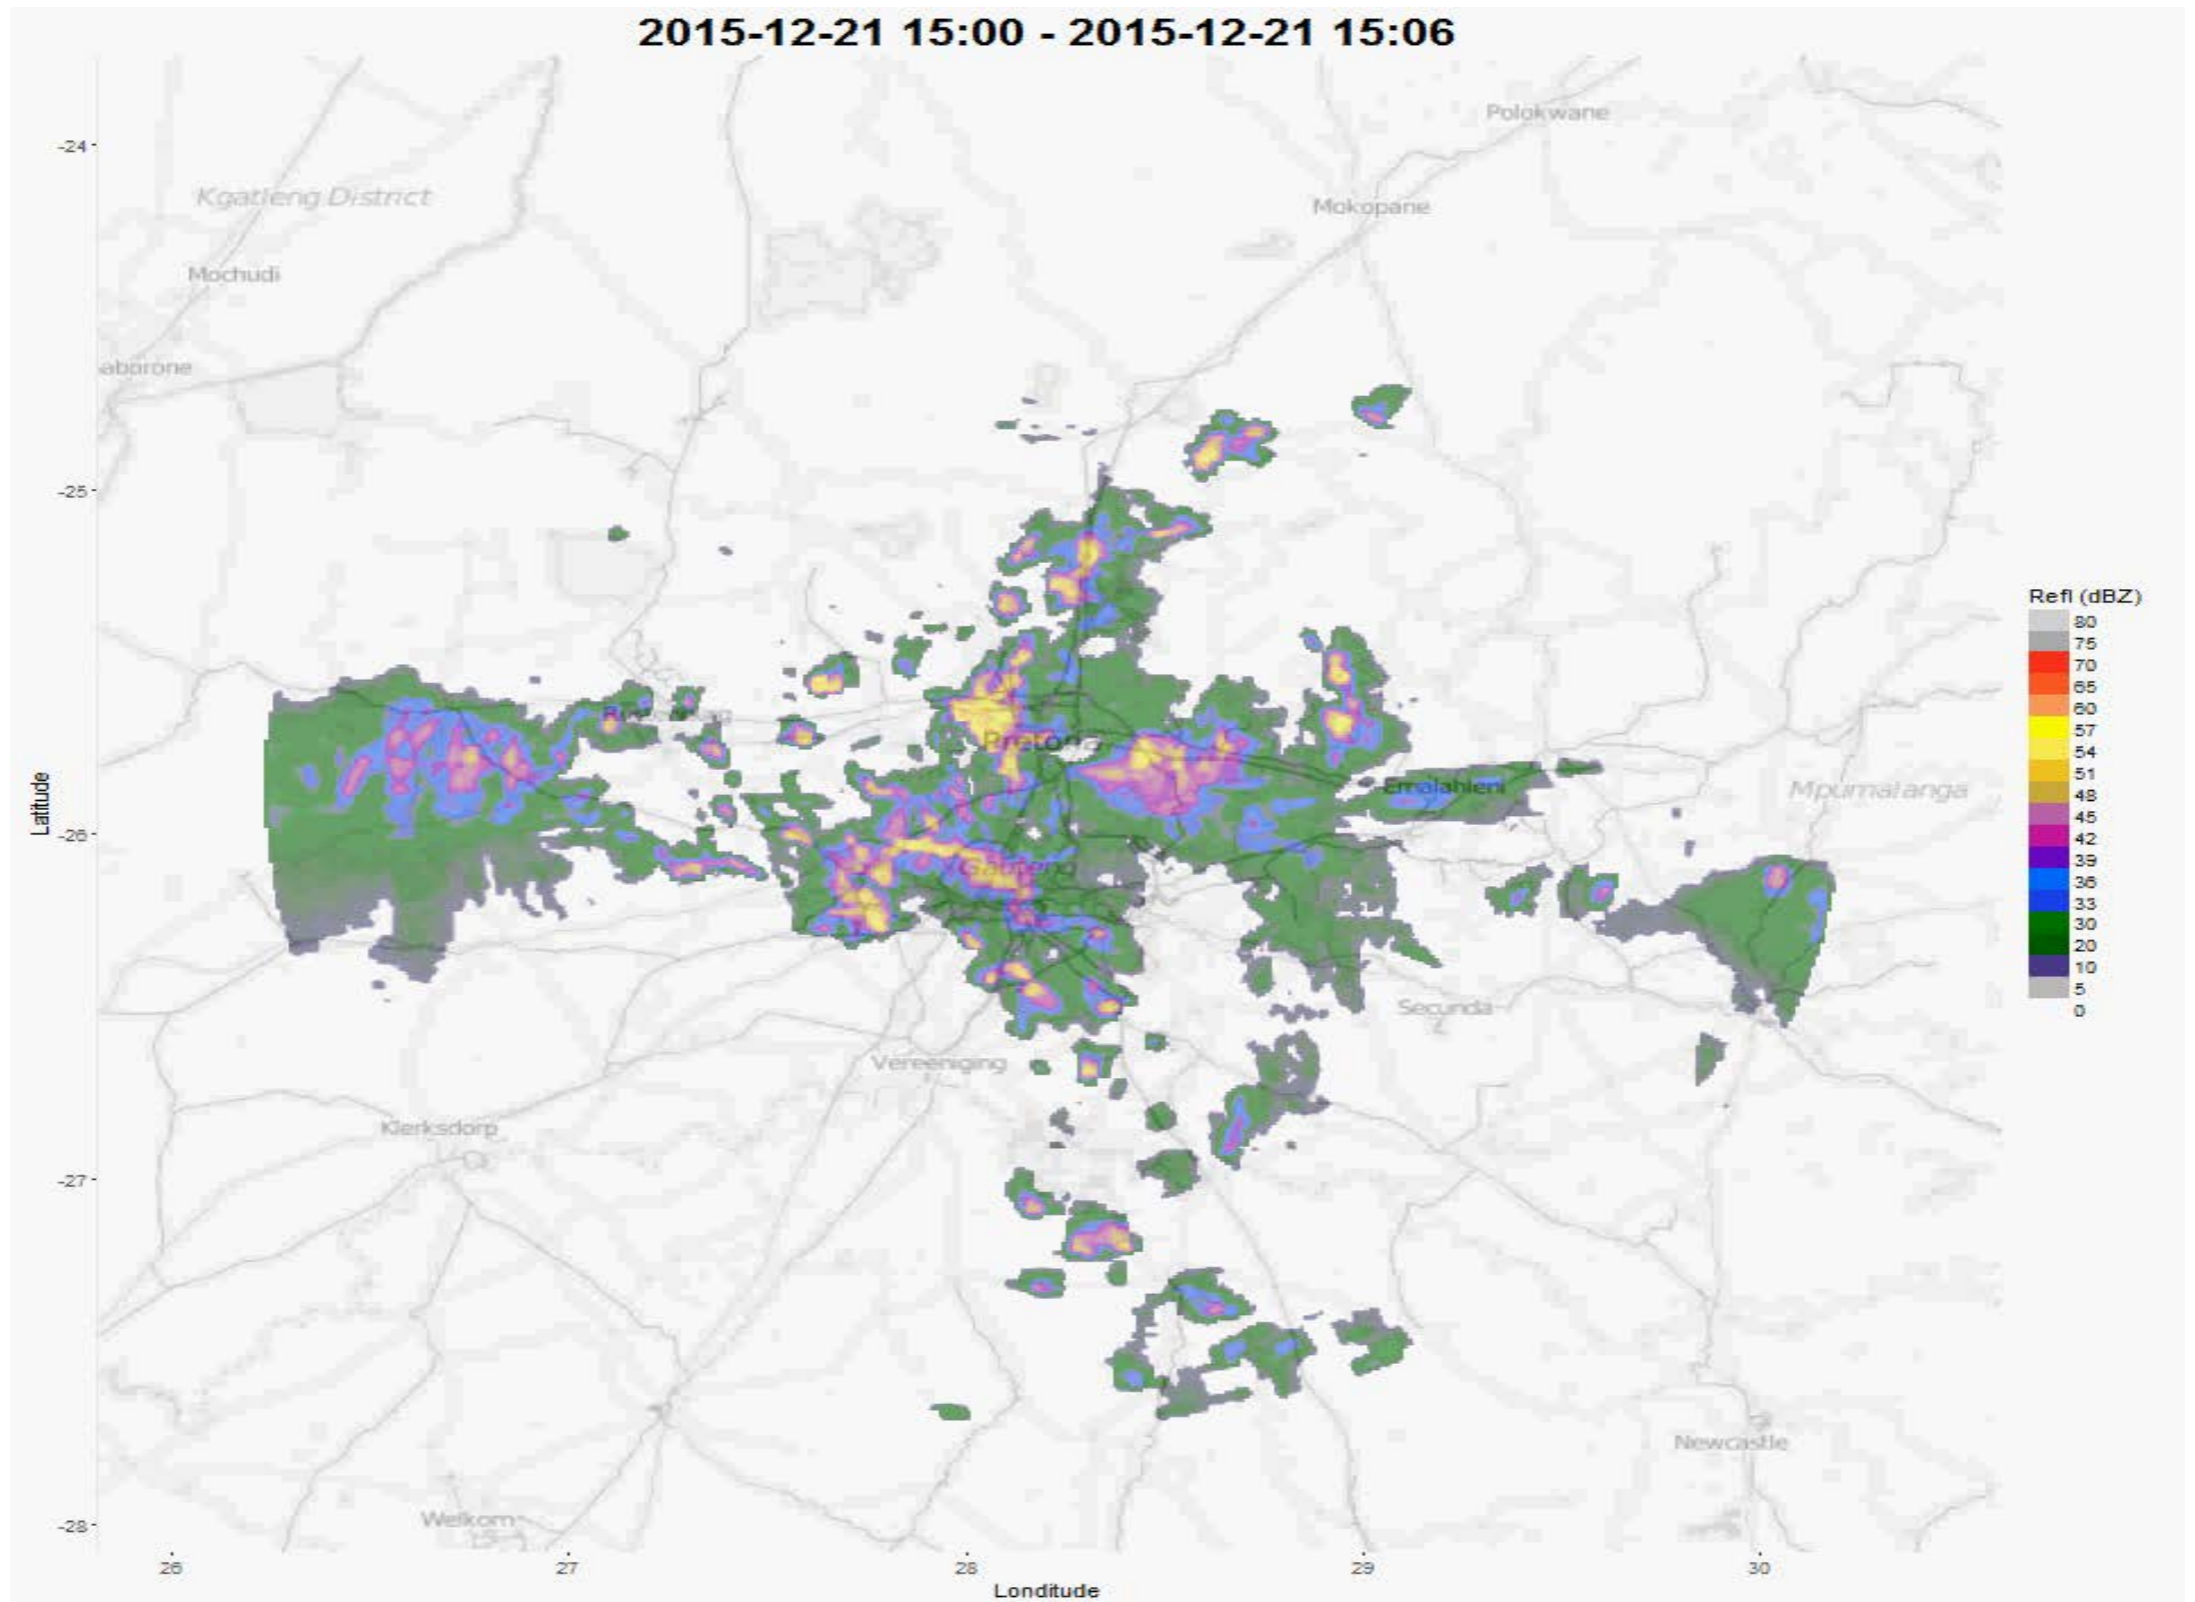 2015-12-21 15:00 - 2015-12-21 15:06
Polokwane
-24
Kgatleng District
Mokopane
Mochudi
aborone
-25
Refl (dBZ)
80
75
70
65
60
57
54
51
48
45
42
39
36
33
30
20
10
5
0
Pretoria
Emalahleni
Mpumalanga
Latitude
-26
Gauteng
Secunda
Vereeniging
Klerksdorp
-27
Newcastle
Welkom
-28
26
27
28
29
30
Londitude